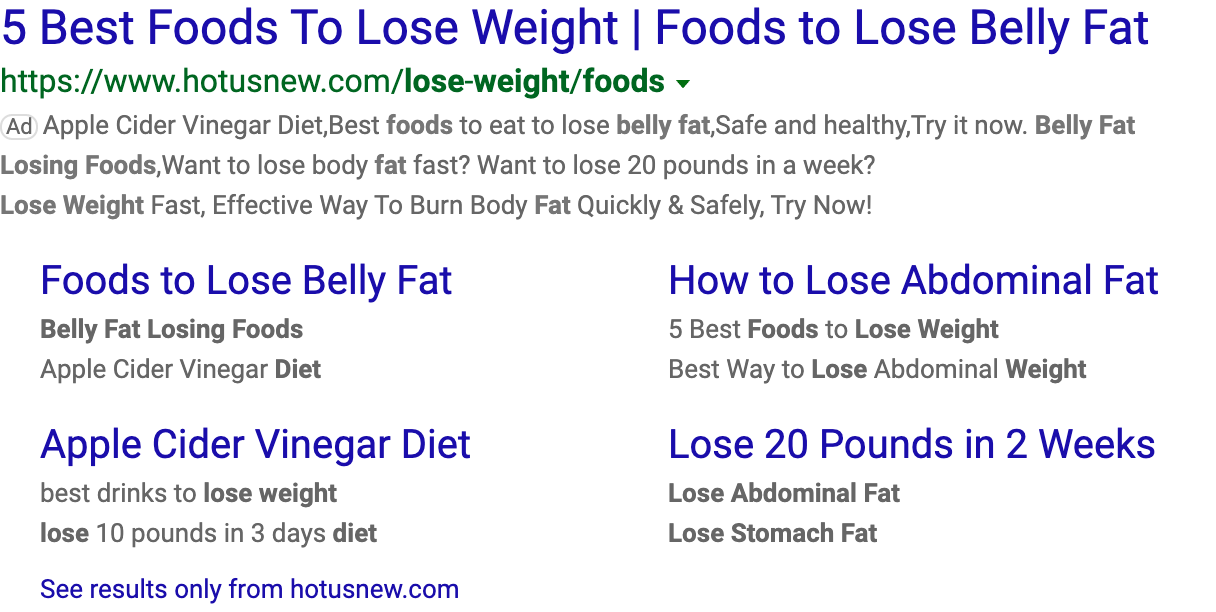 5 Best Foods To Lose Weight | Foods to Lose Belly Fat
https://www.hotusnew.com/lose-weight/foods
Ad Apple Cider Vinegar Diet,Best foods to eat to lose belly fat,Safe and healthy,Try it now. Belly Fat
Losing Foods,Want to lose body fat fast? Want to lose 20 pounds in a week?
Lose Weight Fast, Effective Way To Burn Body Fat Quickly & Safely, Try Now!
Foods to Lose Belly Fat
Belly Fat Losing Foods
Apple Cider Vinegar Diet
How to Lose Abdominal Fat
5 Best Foods to Lose Weight
Best Way to Lose Abdominal Weight
Apple Cider Vinegar Diet
best drinks to lose weight
lose 10 pounds in 3 days diet
Lose 20 Pounds in 2 Weeks
Lose Abdominal Fat
Lose Stomach Fat
See results only from hotusnew.com